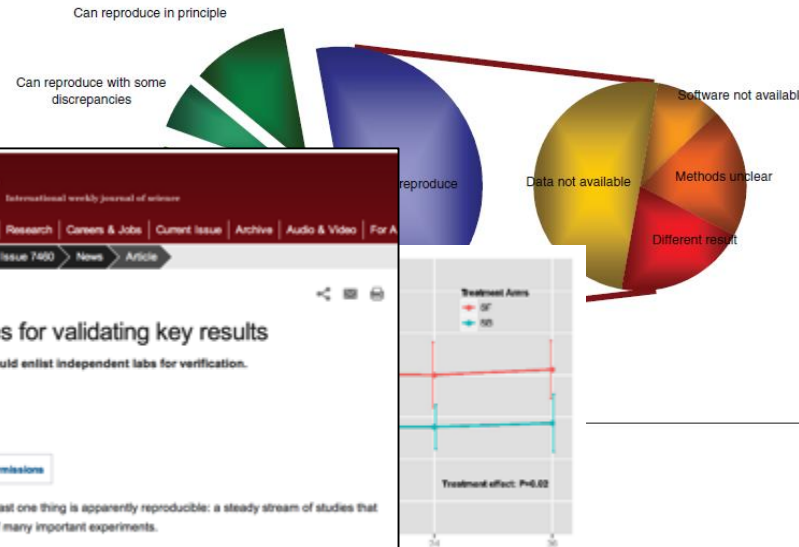 Can reproduce in principle
Can reproduce with some
discrepancies
reproduce
Data not available
Software not availabl
Methods unclear
Different result
International weekly journal of science
Research
Careers & Jobs
Current Issue
Archive
Audio & Video
For A
Issue 7460
News
Article
s for validating key results
uld enlist independent labs for verification.
missions
ast one thing is apparently reproducible: a steady stream of studies that
many important experiments.
Treatment Arms
SF
SB
Treatment effect: P=0.02
24
36